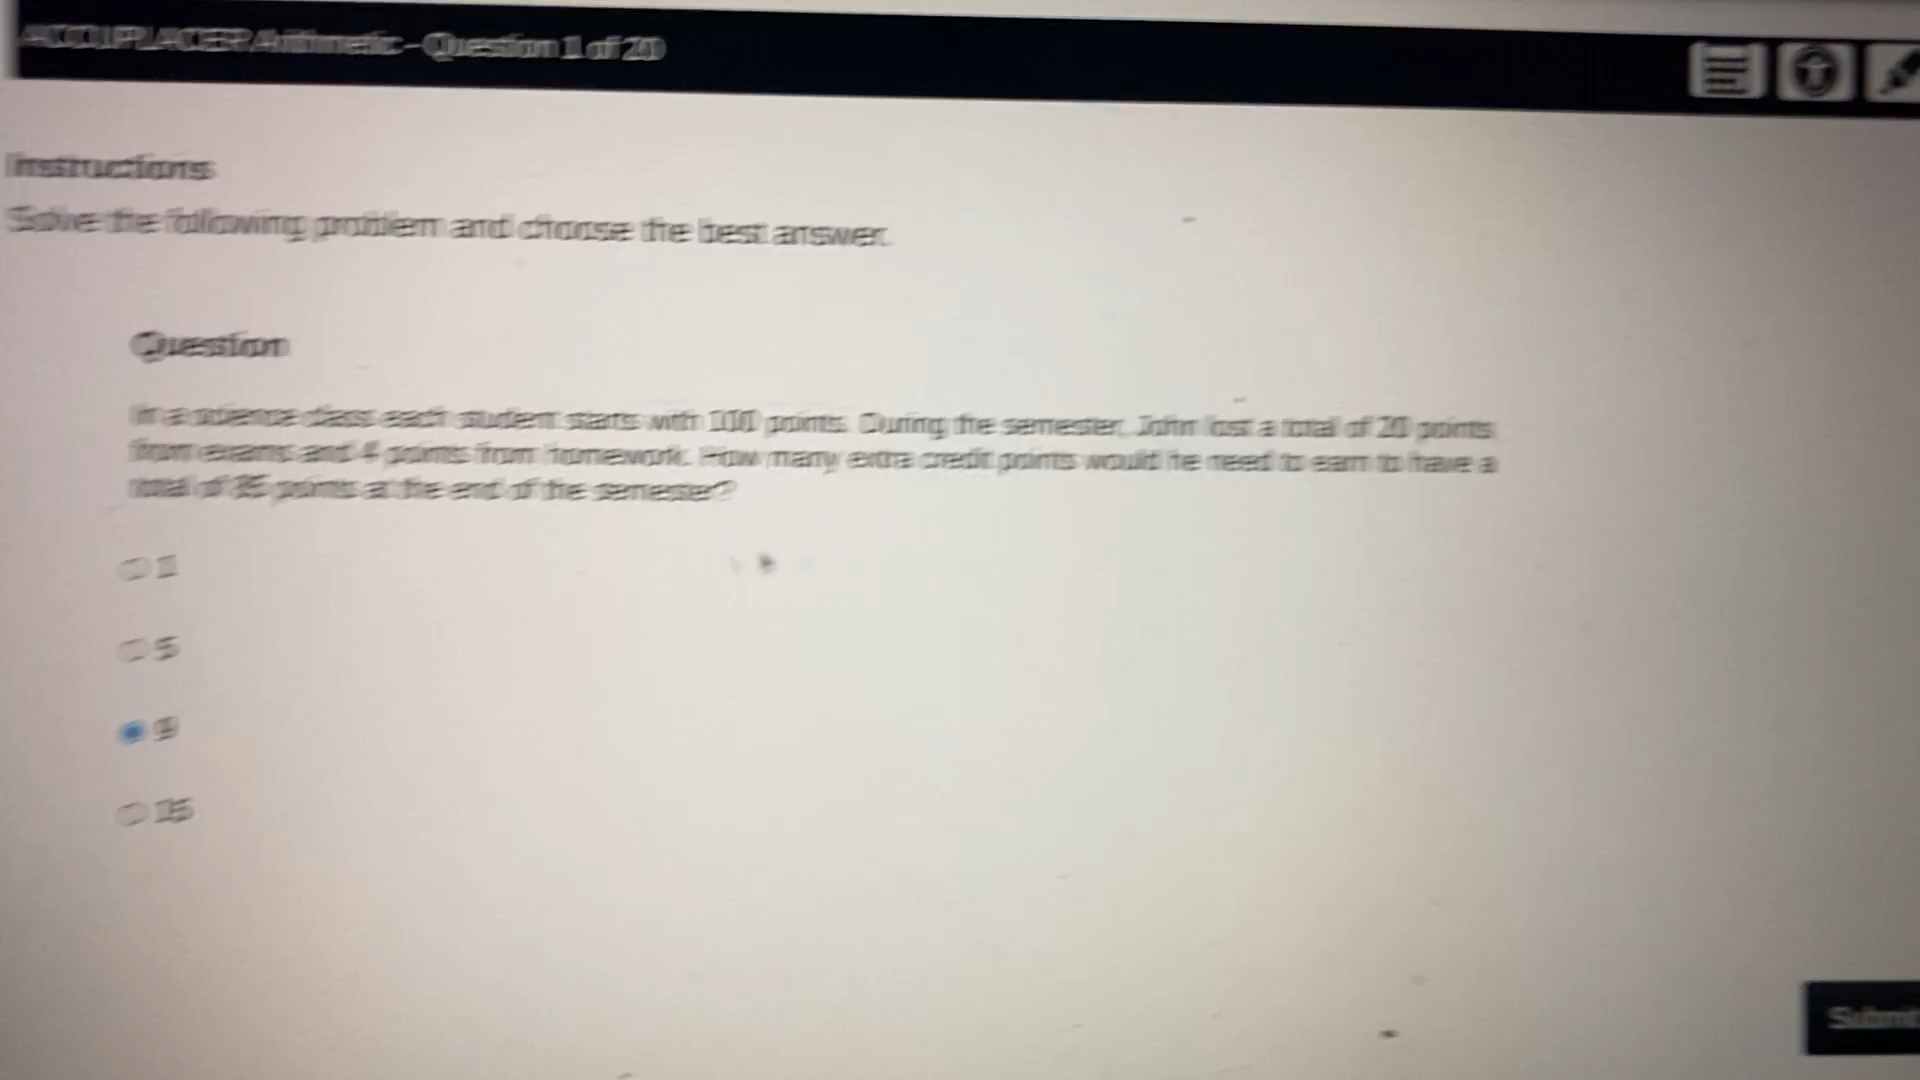 ACCUPLACER Arithmetic - Question 1 of 20
Instructions
Solve the following problem and choose the best answer.
Question
In a science class each student starts with 100 points. During the semester, John lost a total of 20 points
from exams and 4 points from homework. How many extra credit points would he need to earn to have a
total of 85 points at the end of the semester?
1
5
9
15
Submit